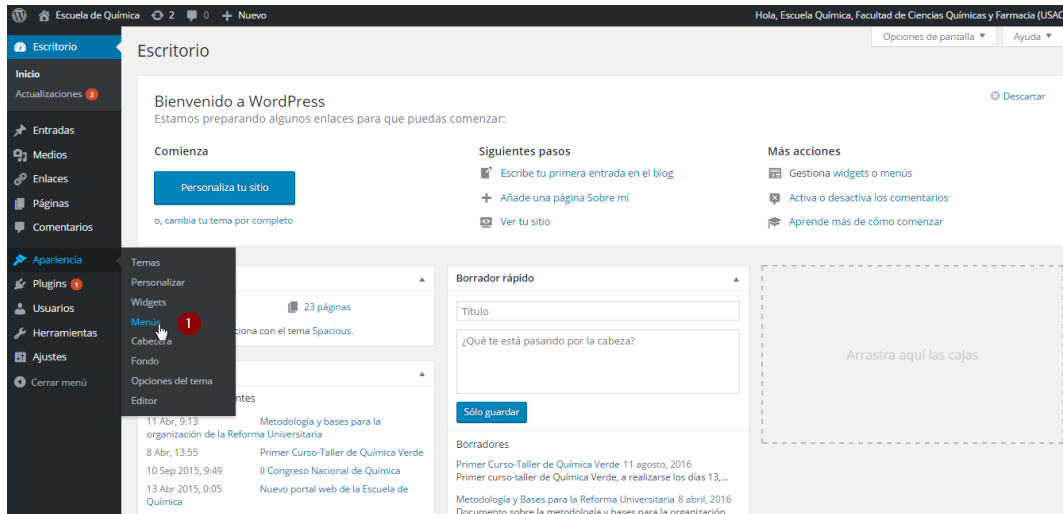 Escuela de Química 2 0 + Nuevo
Hola, Escuela Química, Facultad de Ciencias Químicas y Farmacia (USAC
Opciones de pantalla ▼
Ayuda ▼
Escritorio
Inicio
Actualizaciones 2
Entradas
Medios
Enlaces
Páginas
Comentarios
Apariencia
Plugins 1
Usuarios
Herramientas
Ajustes
Cerrar menú
Temas
Personalizar
Widgets
Menús 1
Cabecera
Fondo
Opciones del tema
Editor
Escritorio
Bienvenido a WordPress
Descartar
Estamos preparando algunos enlaces para que puedas comenzar:
Comienza
Personaliza tu sitio
o, cambia tu tema por completo
Siguientes pasos
Escribe tu primera entrada en el blog
Añade una página Sobre mí
Ver tu sitio
Más acciones
Gestiona widgets o menús
Activa o desactiva los comentarios
Aprende más de cómo comenzar
23 páginas
ciona con el tema Spacious.
ntes
11 Abr, 9:13 Metodología y bases para la
organización de la Reforma Universitaria
8 Abr, 13:55 Primer Curso-Taller de Química Verde
10 Sep 2015, 9:49 II Congreso Nacional de Química
13 Abr 2015, 0:05 Nuevo portal web de la Escuela de
Química
Borrador rápido
Título
¿Qué te está pasando por la cabeza?
Sólo guardar
Borradores
Primer Curso-Taller de Química Verde 11 agosto, 2016
Primer curso-taller de Química Verde, a realizarse los días 13,...
Metodología y Bases para la Reforma Universitaria 8 abril, 2016
Documento sobre la metodología y bases para la organización
Arrastra aquí las cajas